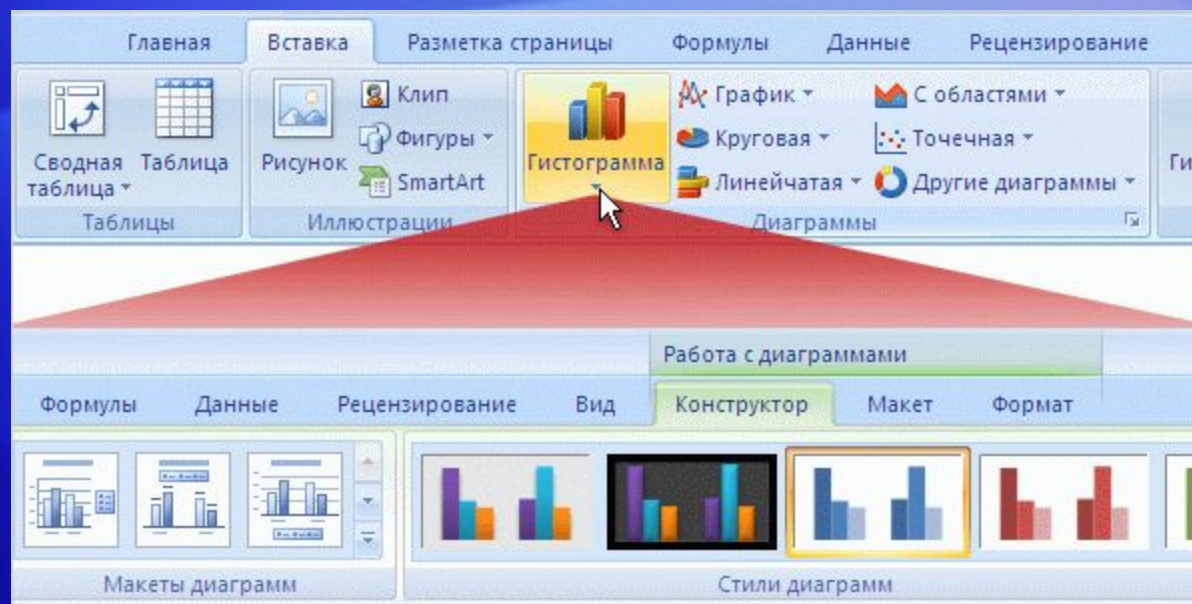 Главная Вставка Разметка страницы Формулы Данные Рецензирование
Сводная таблица Таблица Рисунок Клип Фигуры SmartArt Гистограмма График Круговая Линейчатая С областями Точечная Другие диаграммы Ги
Таблицы Иллюстрации Диаграммы
Работа с диаграммами
Формулы Данные Рецензирование Вид Конструктор Макет Формат
Макеты диаграмм Стили диаграмм